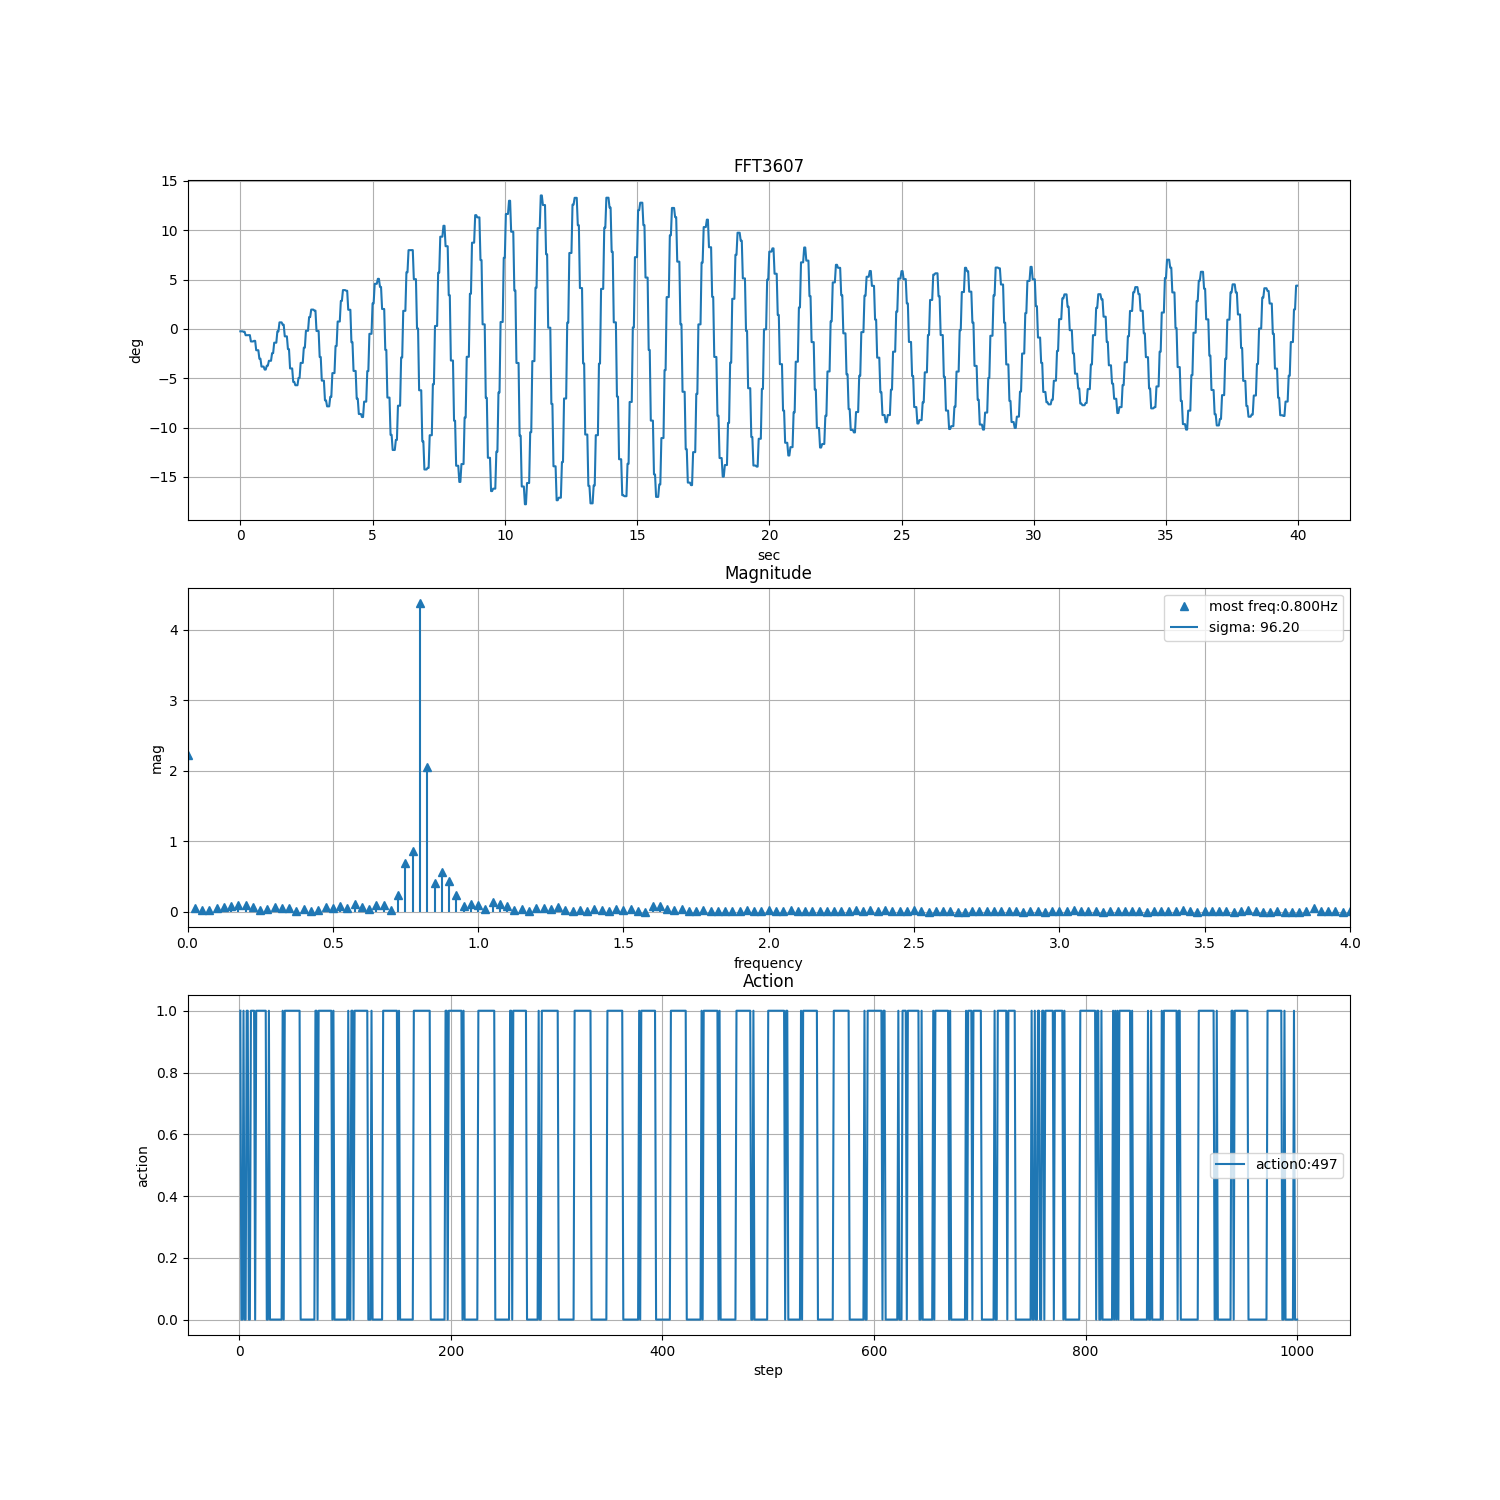 FFT3607
15
10
5
0
−5
−10
−15
deg
0 5 10 15 20 25 30 35 40
sec
Magnitude
most freq:0.800Hz
sigma: 96.20
4
3
2
1
0
mag
0.0 0.5 1.0 1.5 2.0 2.5 3.0 3.5 4.0
frequency
Action
1.0
0.8
0.6
0.4
0.2
0.0
action
action0:497
0 200 400 600 800 1000
step